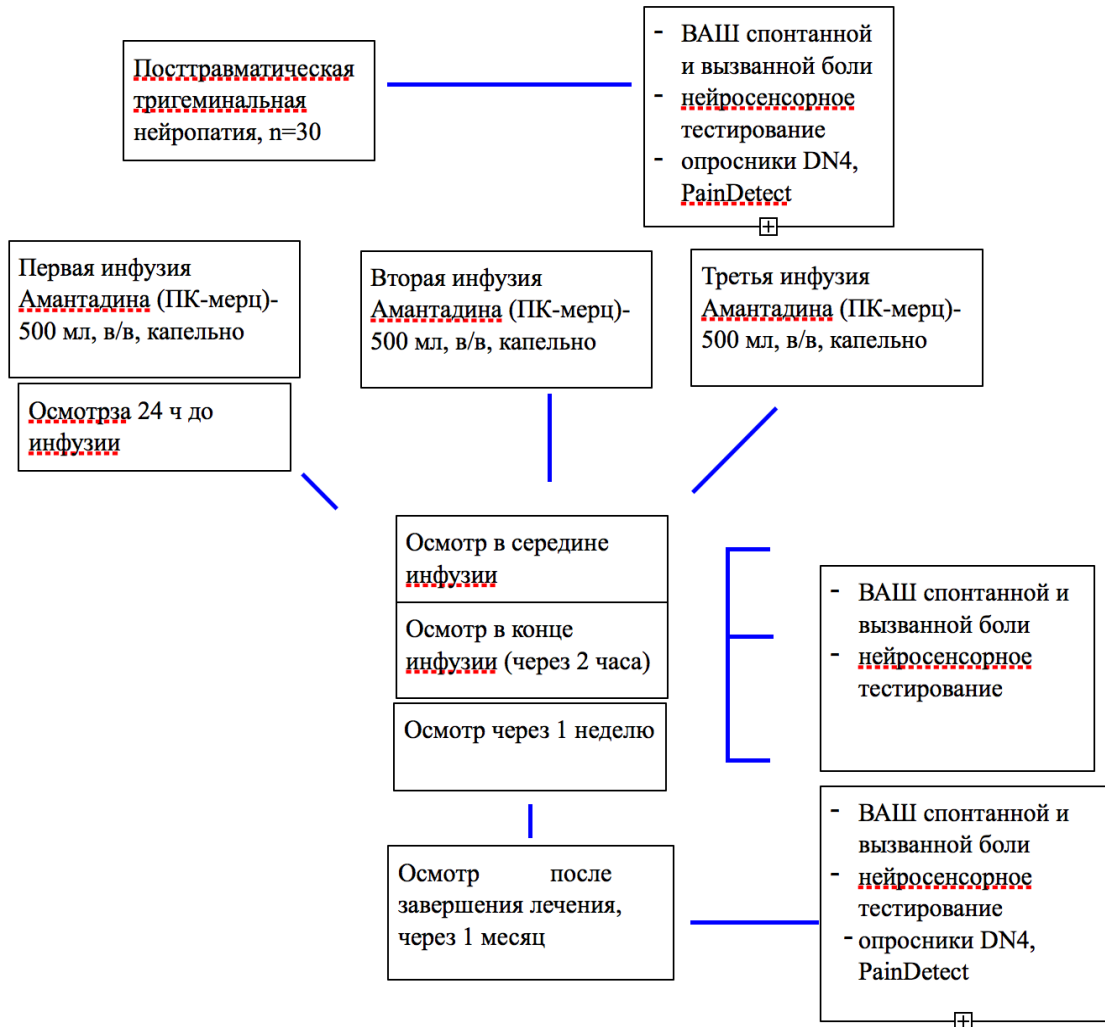 Посттравматическая
тригеминальная
нейропатия, n=30
- ВАШ спонтанной
и вызванной боли
- нейросенсорное
тестирование
- опросники DN4,
PainDetect
Первая инфузия
Амантадина (ПК-мерц)-
500 мл, в/в, капельно
Вторая инфузия
Амантадина (ПК-мерц)-
500 мл, в/в, капельно
Третья инфузия
Амантадина (ПК-мерц)-
500 мл, в/в, капельно
Осмотрза 24 ч до
инфузии
Осмотр в середине
инфузии
Осмотр в конце
инфузии (через 2 часа)
Осмотр через 1 неделю
- ВАШ спонтанной и
вызванной боли
- нейросенсорное
тестирование
Осмотр после
завершения лечения,
через 1 месяц
- ВАШ спонтанной и
вызванной боли
- нейросенсорное
тестирование
- опросники DN4,
PainDetect